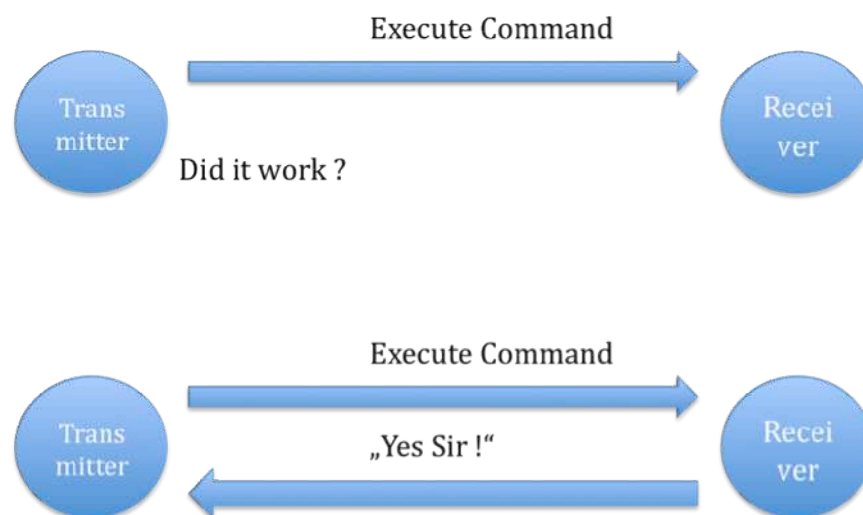 Execute Command
Trans
mitter
Recei
ver
Did it work ?
Execute Command
Trans
mitter
„Yes Sir !“
Recei
ver